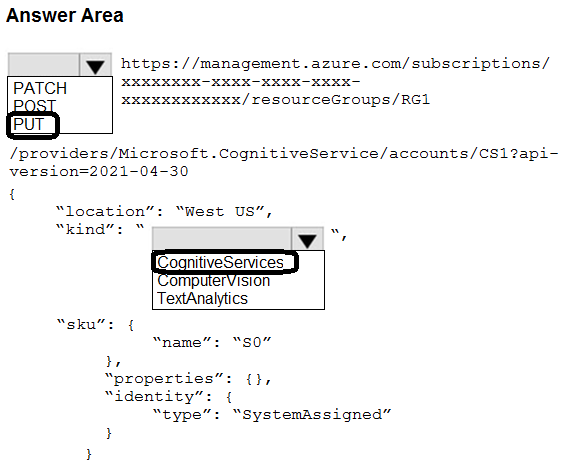 Answer Area
https://management.azure.com/subscriptions/
PATCH
xxxxxxxx-xxxx-xxxx-xxxx-
POST
xxxxxxxxxxxx/resourceGroups/RG1
PUT
/providers/Microsoft.CognitiveService/accounts/CS1?api-
version=2021-04-30
{
“location”: “West US”,
“kind”: “ “,
CognitiveServices
ComputerVision
TextAnalytics
“sku”: {
“name”: “S0”
},
“properties”: {},
“identity”: {
“type”: “SystemAssigned”
}
}